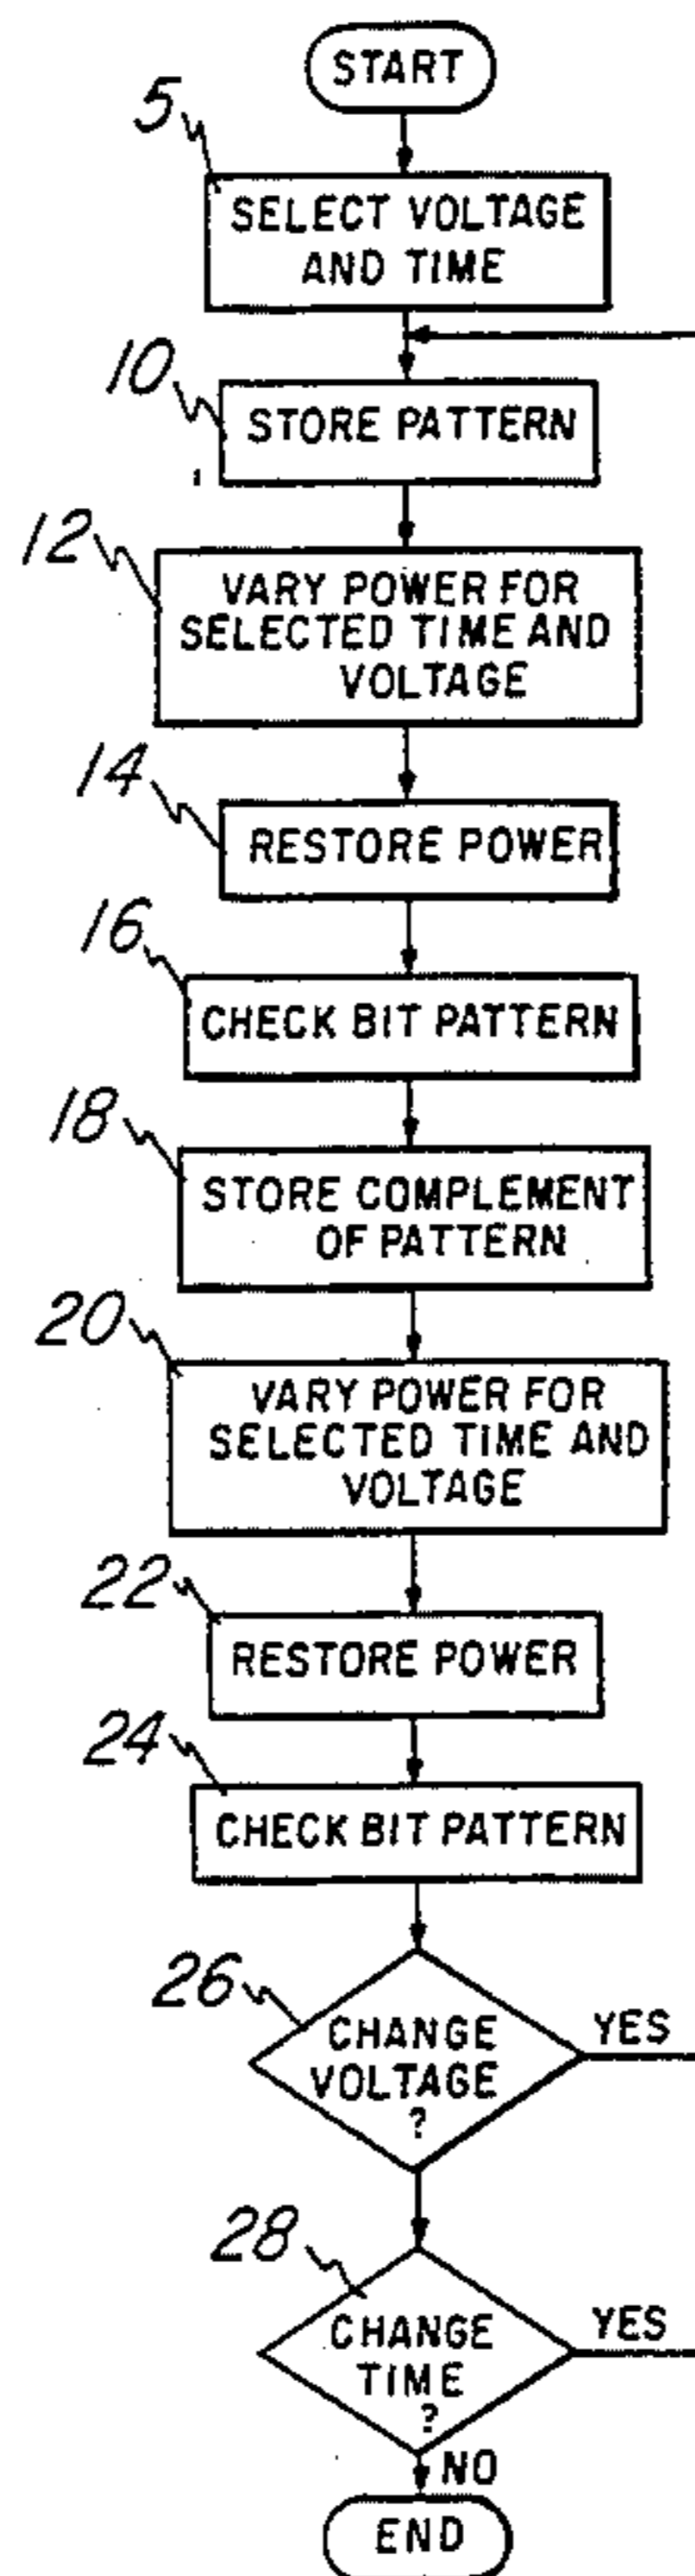 START
5
SELECT VOLTAGE
AND TIME
10
STORE PATTERN
12
VARY POWER FOR
SELECTED TIME AND
VOLTAGE
14
RESTORE POWER
16
CHECK BIT PATTERN
18
STORE COMPLEMENT
OF PATTERN
20
VARY POWER FOR
SELECTED TIME AND
VOLTAGE
22
RESTORE POWER
24
CHECK BIT PATTERN
26
CHANGE
VOLTAGE
?
YES
28
CHANGE
TIME
?
YES
NO
END